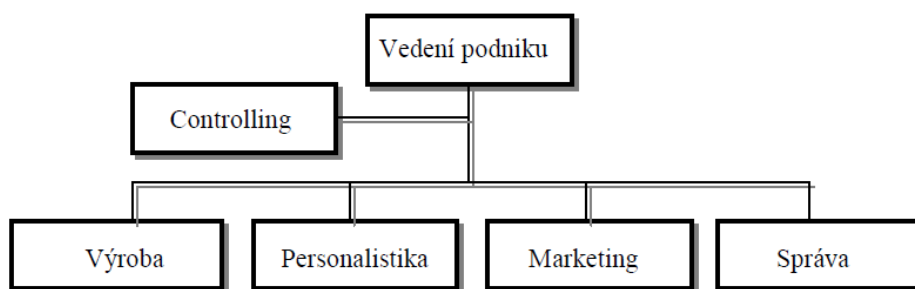 Vedení podniku
Controlling
Výroba
Personalistika
Marketing
Správa